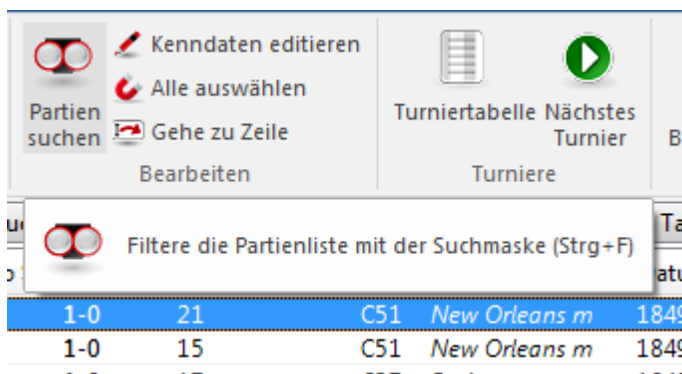 Kenndaten editieren
Alle auswählen
Gehe zu Zeile
Partien
suchen
Bearbeiten
Turniertabelle
Nächstes
Turnier
Turniere
Filtere die Partienliste mit der Suchmaske (Strg+F)
1-0 21 C51 New Orleans m 1849
1-0 15 C51 New Orleans m 1849